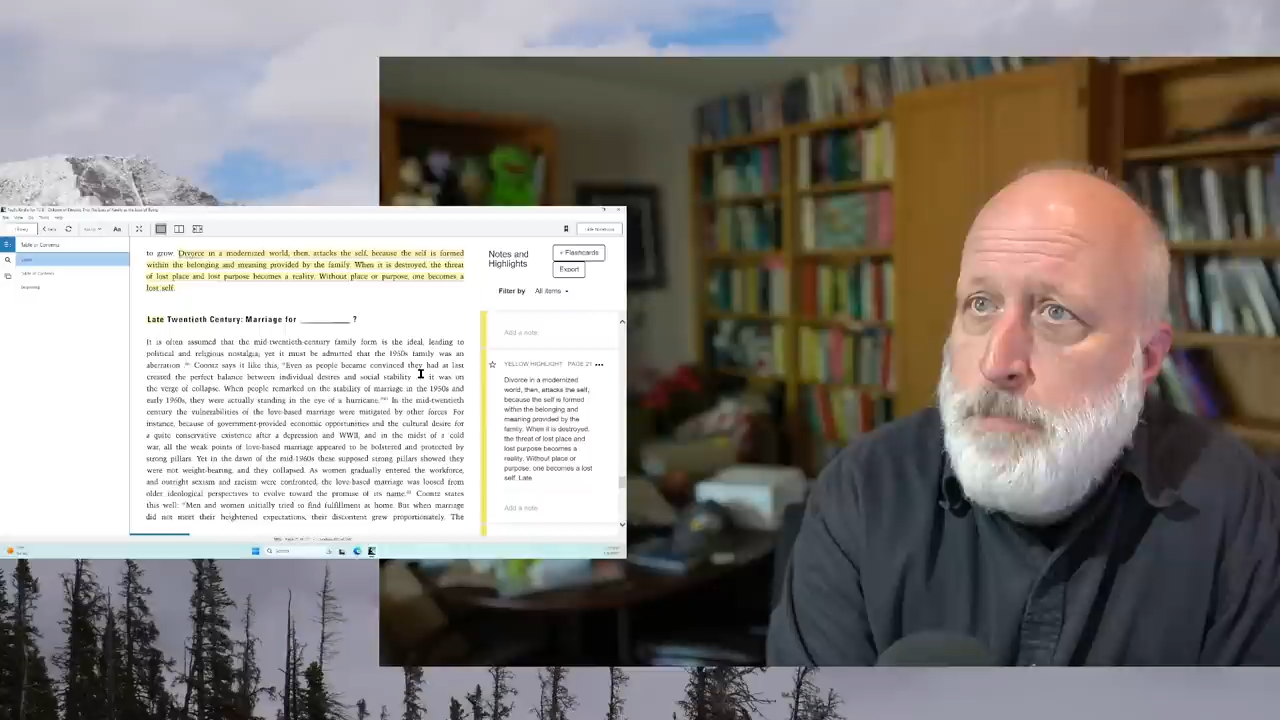 Aa
Table of Contents
Table of Contents
Beginning
to grow. Divorce in a modernized world, then, attacks the self, because the self is formed
within the belonging and meaning provided by the family. When it is destroyed, the threat
of lost place and lost purpose becomes a reality. Without place or purpose, one becomes a
lost self.
Late Twentieth Century: Marriage for ________ ?
It is often assumed that the mid-twentieth-century family form is the ideal, leading to
political and religious nostalgia; yet it must be admitted that the 1950s family was an
aberration. Coontz says it like this, "Even as people became convinced they had at last
created the perfect balance between individual desires and social stability it was on
the verge of collapse. When people remarked on the stability of marriage in the 1950s and
early 1960s, they were actually standing in the eye of a hurricane." In the mid-twentieth
century the vulnerabilities of the love-based marriage were mitigated by other forces. For
instance, because of government-provided economic opportunities and the cultural desire for
a quite conservative existence after a depression and WWII, and in the midst of a cold
war, all the weak points of love-based marriage appeared to be bolstered and protected by
strong pillars. Yet in the dawn of the mid-1960s these supposed strong pillars showed they
were not weight-bearing, and they collapsed. As women gradually entered the workforce,
and outright sexism and racism were confronted, the love-based marriage was loosed from
older ideological perspectives to evolve toward the promise of its name. Coontz states
this well: "Men and women initially tried to find fulfillment at home. But when marriage
did not meet their heightened expectations, their discontent grew proportionately. The
Notes and
Highlights
+ Flashcards
Export
Filter by All items
Add a note
YELLOW HIGHLIGHT PAGE 21
Divorce in a modernized
world, then, attacks the self,
because the self is formed
within the belonging and
meaning provided by the
family. When it is destroyed,
the threat of lost place and
lost purpose becomes a
reality. Without place or
purpose, one becomes a lost
self. Late
Add a note